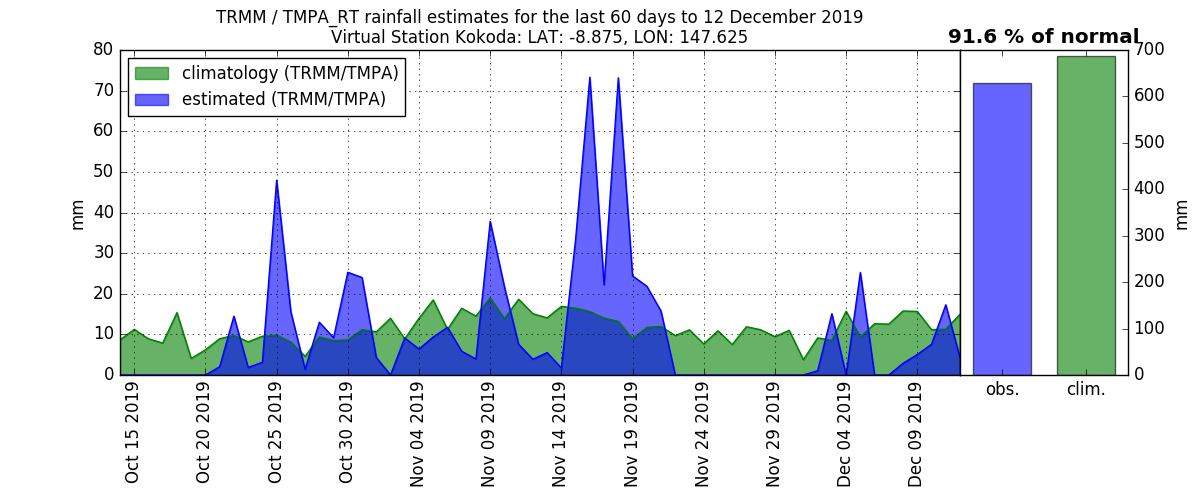 TRMM / TMPA_RT rainfall estimates for the last 60 days to 12 December 2019
Virtual Station Kokoda: LAT: -8.875, LON: 147.625
91.6 % of normal
climatology (TRMM/TMPA)
estimated (TRMM/TMPA)
mm
80
70
60
50
40
30
20
10
0
Oct 15 2019
Oct 20 2019
Oct 25 2019
Oct 30 2019
Nov 04 2019
Nov 09 2019
Nov 14 2019
Nov 19 2019
Nov 24 2019
Nov 29 2019
Dec 04 2019
Dec 09 2019
obs.
clim.
700
600
500
400
300
200
100
0
mm